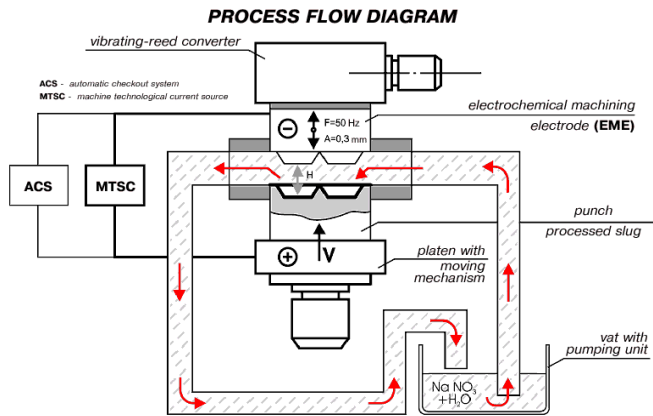 PROCESS FLOW DIAGRAM
vibrating-reed converter
ACS - automatic checkout system
MTSC - machine technological current source
F=50 Hz
A=0,3 mm
electrochemical machining
electrode (EME)
H
ACS
MTSC
punch
processed slug
V
platen with
moving
mechanism
vat with
pumping unit
Na NO3
+H2O